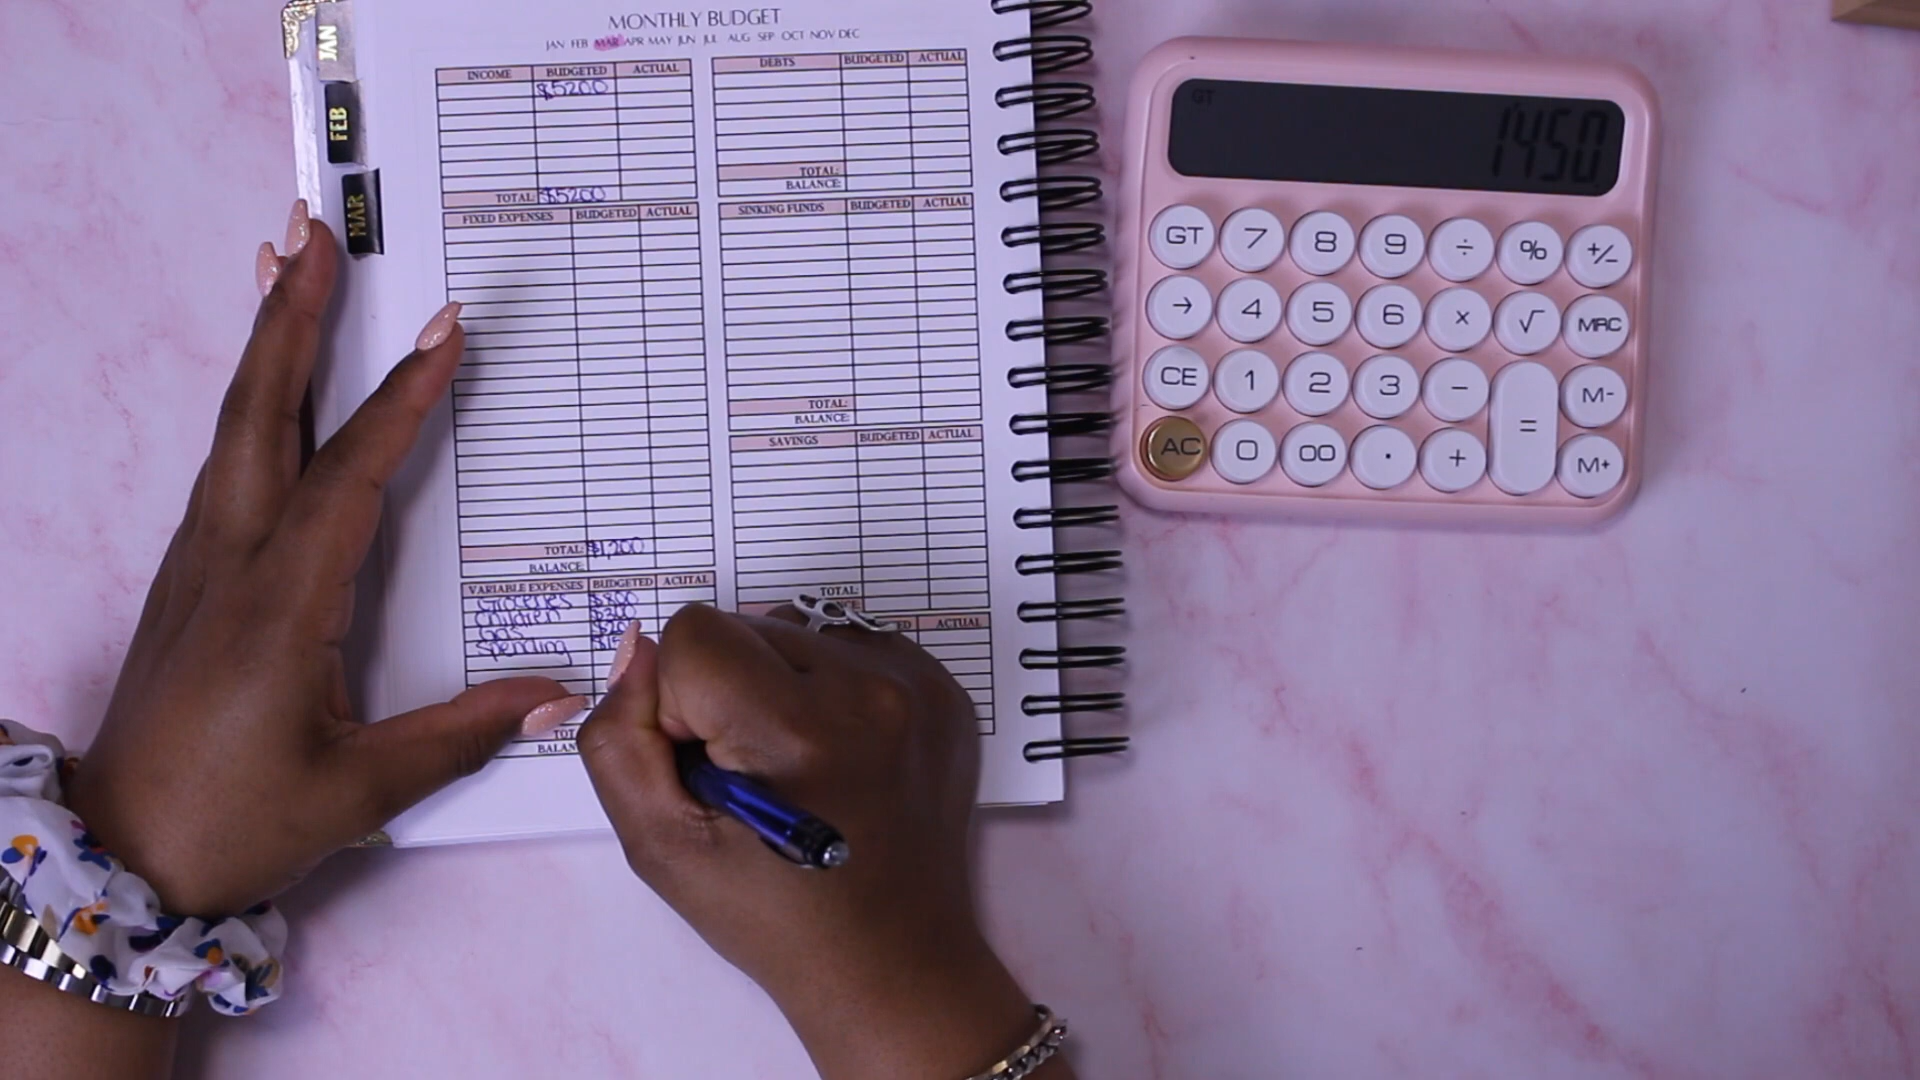 MONTHLY BUDGET
JAN FEB MAR APR MAY JUN JUL AUG SEP OCT NOV DEC
JAN
FEB
MAR
INCOME BUDGETED ACTUAL
$5200
TOTAL: $5200
FIXED EXPENSES BUDGETED ACTUAL
TOTAL: $1,200
BALANCE:
VARIABLE EXPENSES BUDGETED ACUTAL
Groceries $800
Children $300
Gas
Spending
BALAN
DEBTS BUDGETED ACTUAL
TOTAL:
BALANCE:
SINKING FUNDS BUDGETED ACTUAL
TOTAL:
BALANCE:
SAVINGS BUDGETED ACTUAL
TOTAL:
ACTUAL
GT
1450
GT 7 8 9 ÷ % +/-
→ 4 5 6 × √ MRC
CE 1 2 3 - M-
AC 0 00 · + = M+